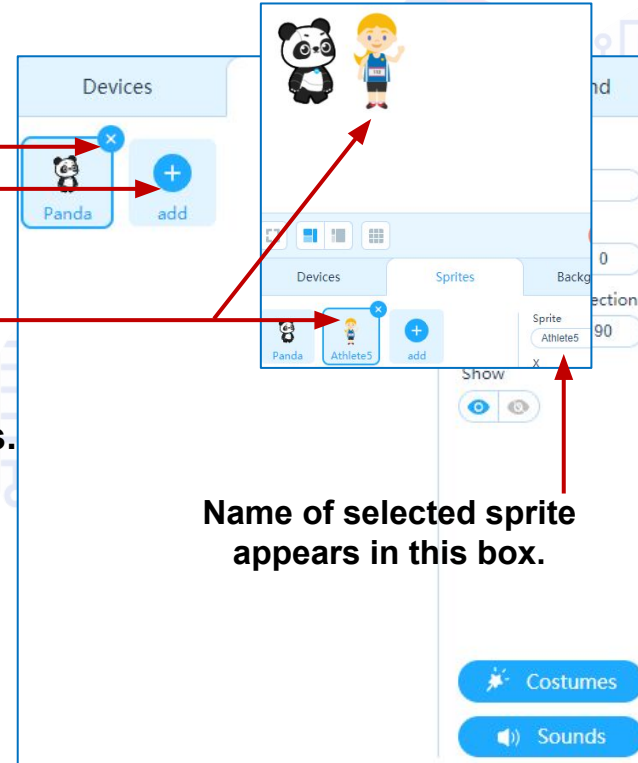 Devices
nd
Panda
add
0
Devices
Sprites
Backg
ection
Sprite
Panda
Athlete5
add
Athlete5
90
X
Show
s.
Name of selected sprite
appears in this box.
Costumes
Sounds